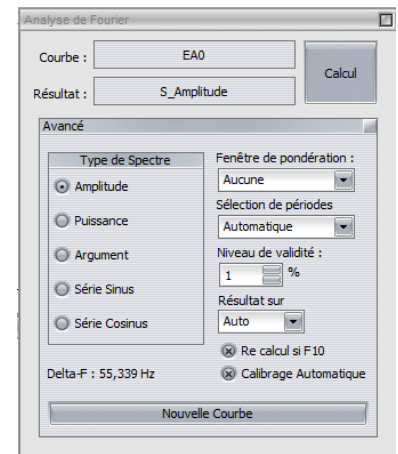 Analyse de Fourier
Courbe : EA0
Calcul
Résultat : S_Amplitude
Avancé
Type de Spectre
Amplitude
Puissance
Argument
Série Sinus
Série Cosinus
Fenêtre de pondération :
Aucune
Sélection de périodes
Automatique
Niveau de validité :
1 %
Résultat sur
Auto
Re calcul si F10
Delta-F : 55,339 Hz
Calibrage Automatique
Nouvelle Courbe